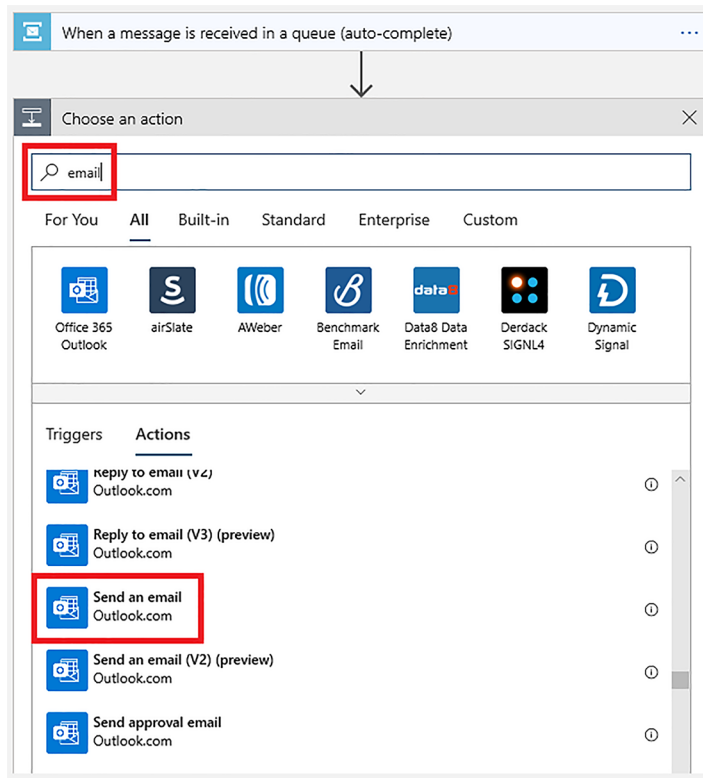 When a message is received in a queue (auto-complete)
Choose an action
email
For You All Built-in Standard Enterprise Custom
Office 365 Outlook
airSlate
AWeber
Benchmark Email
data8
Data8 Data Enrichment
Derdack SIGNL4
Dynamic Signal
Triggers Actions
Reply to email (V2)
Outlook.com
Reply to email (V3) (preview)
Outlook.com
Send an email
Outlook.com
Send an email (V2) (preview)
Outlook.com
Send approval email
Outlook.com